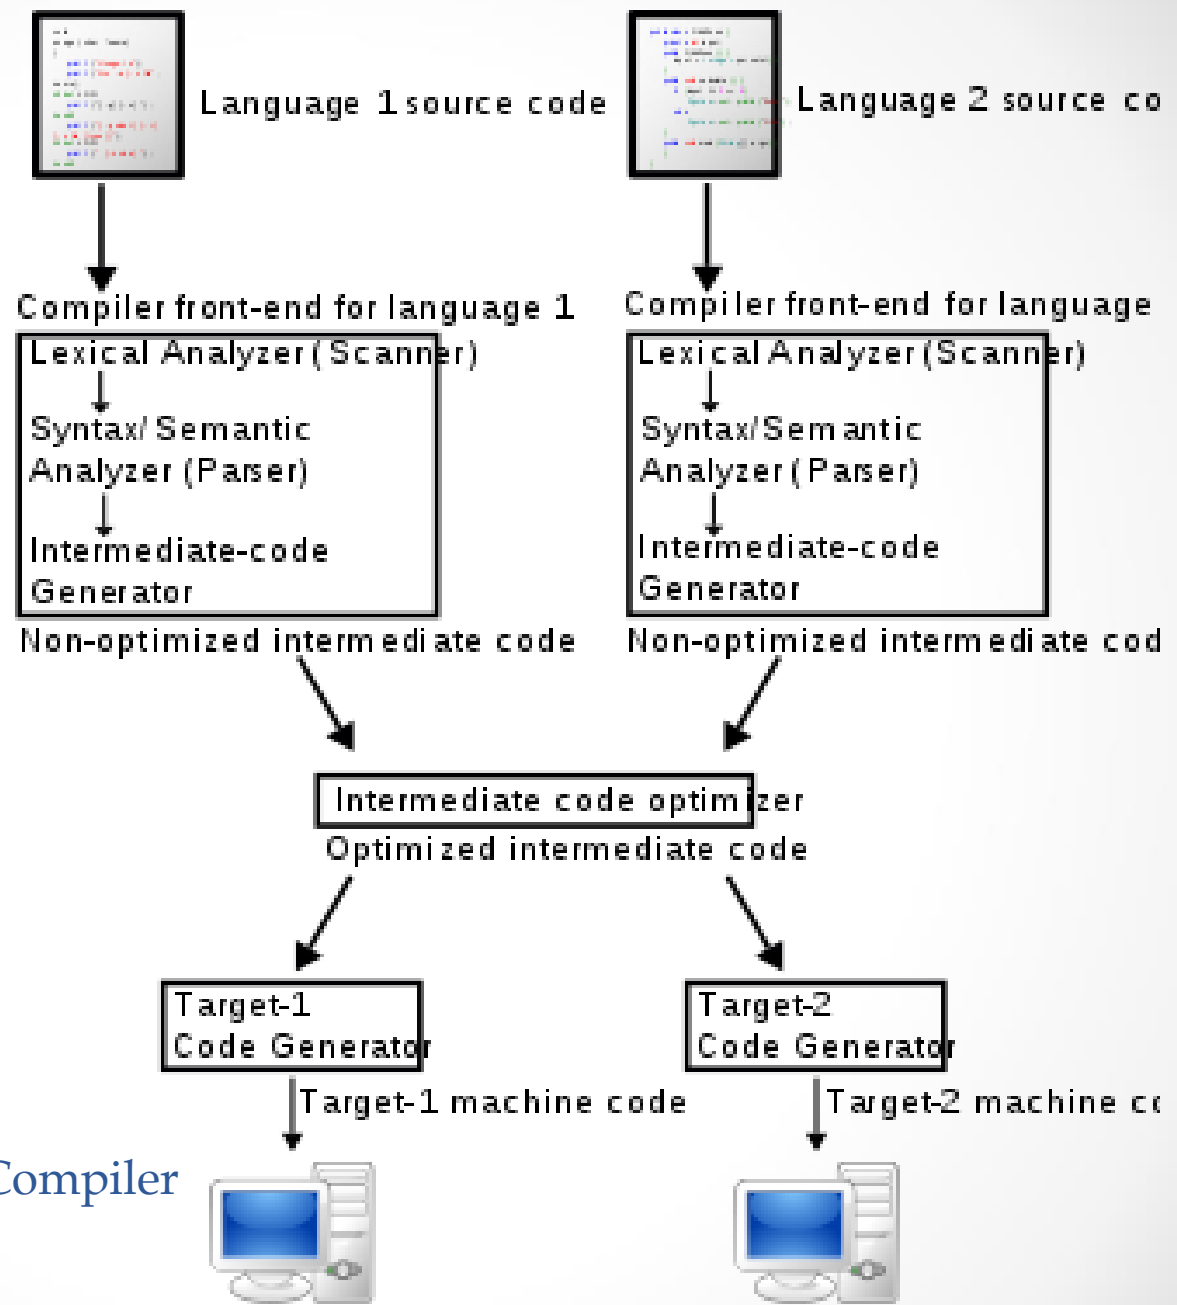 Language 1 source code
Language 2 source co
Compiler front-end for language 1
Compiler front-end for language
Lexical Analyzer (Scanner)
Syntax/Semantic
Analyzer (Parser)
Intermediate-code
Generator
Lexical Analyzer (Scanner)
Syntax/Semantic
Analyzer (Parser)
Intermediate-code
Generator
Non-optimized intermediate code
Non-optimized intermediate cod
Intermediate code optimizer
Optimized intermediate code
Target-1
Code Generator
Target-2
Code Generator
Target-1 machine code
Target-2 machine
Compiler